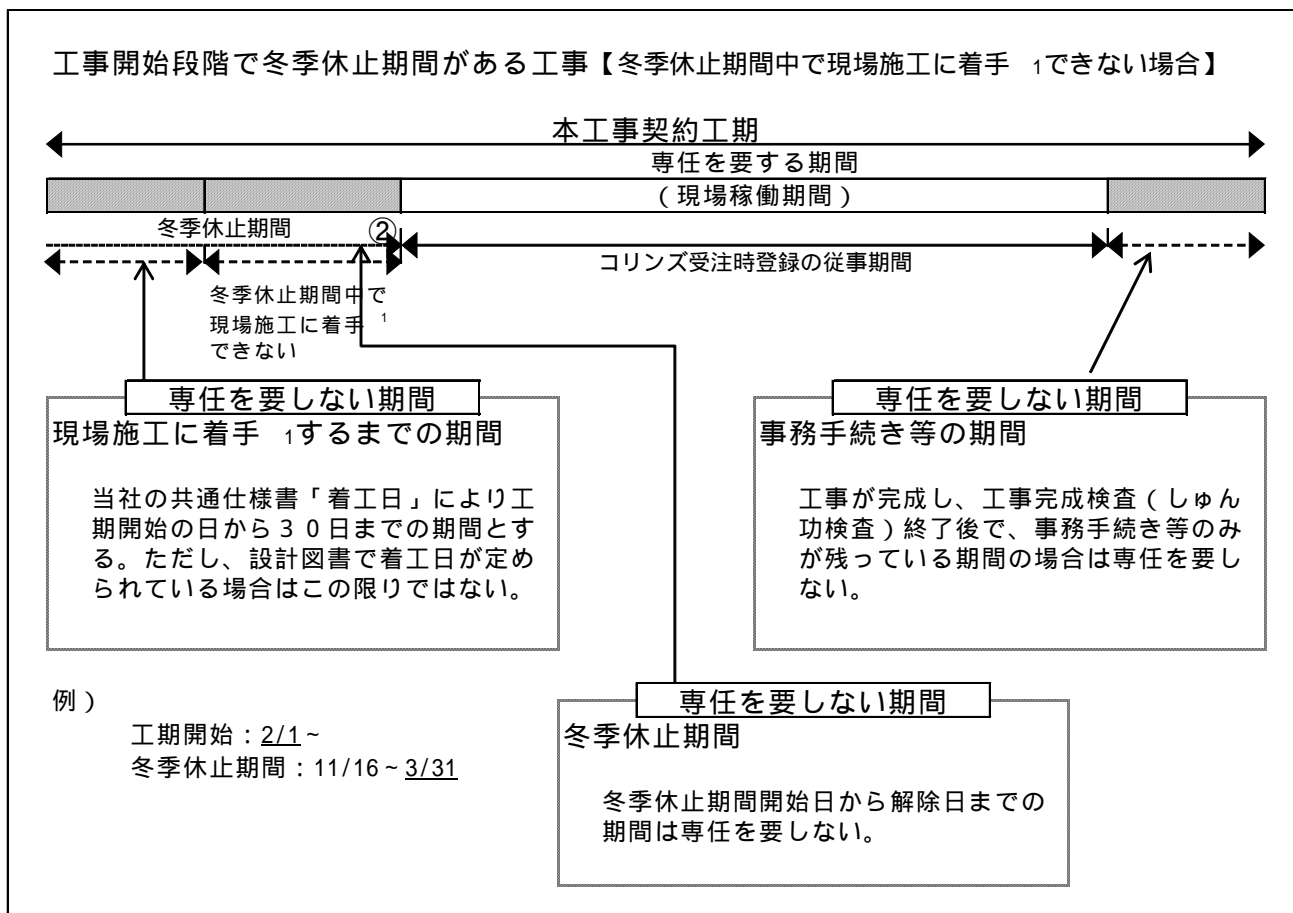 工事開始段階で冬季休止期間がある工事【冬季休止期間中で現場施工に着手 1できない場合】
本工事契約工期
専任を要する期間
(現場稼働期間)
冬季休止期間
②
コリンズ受注時登録の従事期間
冬季休止期間中で
現場施工に着手 1
できない
専任を要しない期間
現場施工に着手 1するまでの期間
当社の共通仕様書「着工日」により工
期開始の日から30日までの期間とす
る。ただし、設計図書で着工日が定め
られている場合はこの限りではない。
専任を要しない期間
事務手続き等の期間
工事が完成し、工事完成検査(しゅん
功検査)終了後で、事務手続き等のみ
が残っている期間の場合は専任を要し
ない。
例)
工期開始:2/1~
冬季休止期間:11/16~3/31
専任を要しない期間
冬季休止期間
冬季休止期間開始日から解除日までの
期間は専任を要しない。